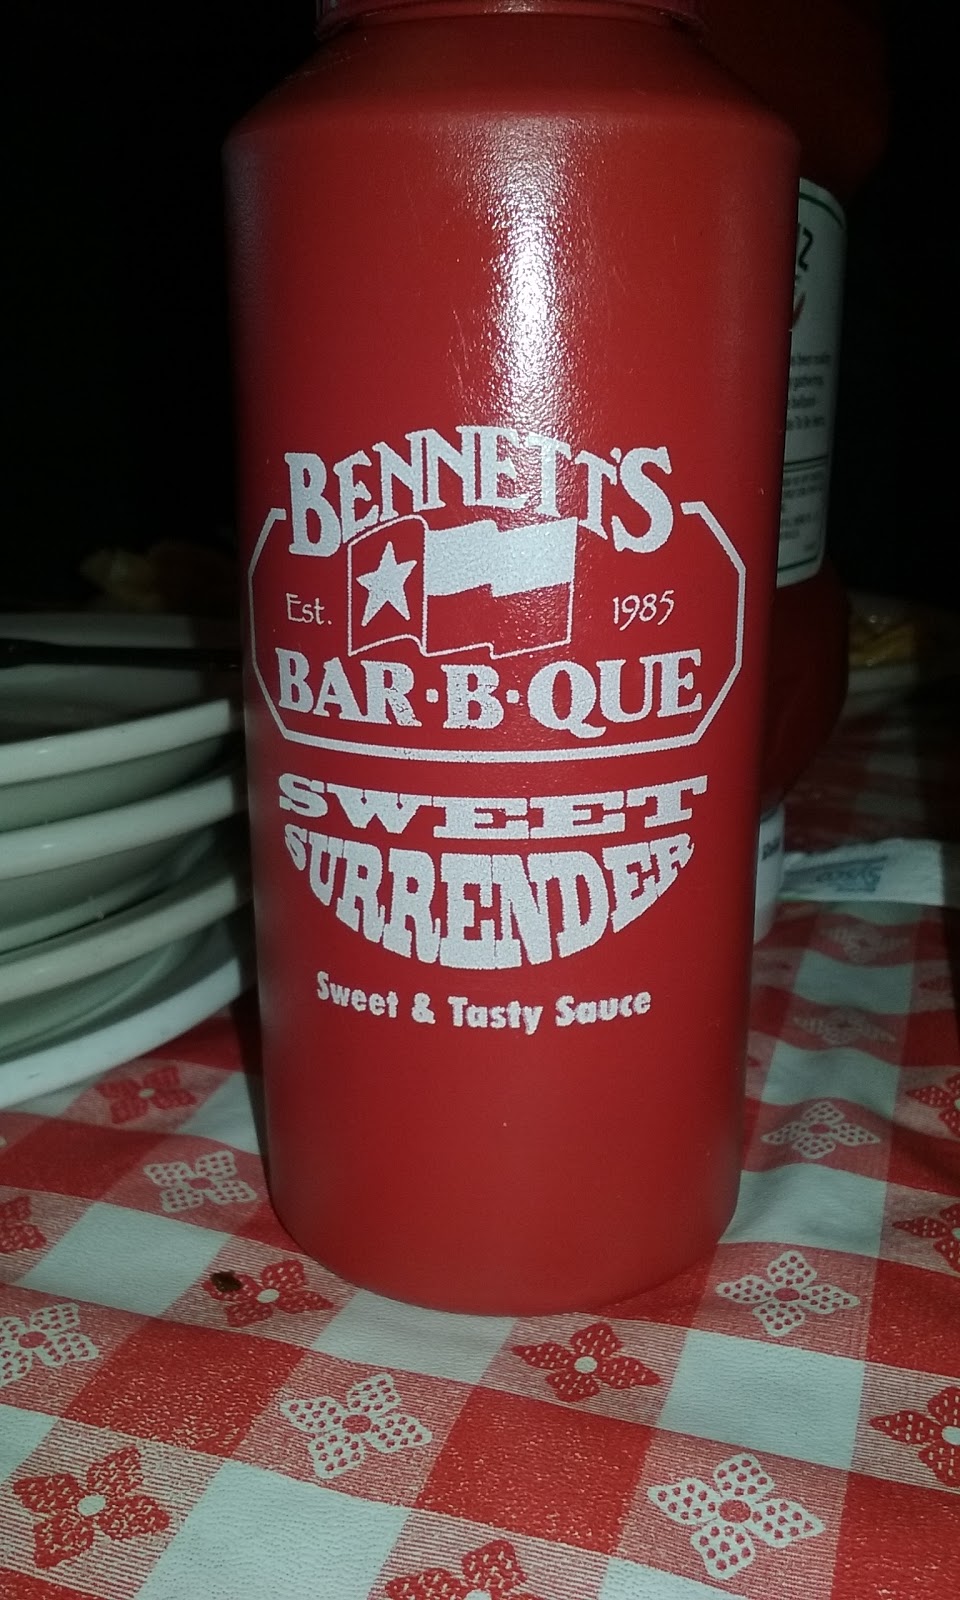 BENNETT'S
Est. 1985
BAR·B·QUE
SWEET
SURRENDER
Sweet & Tasty Sauce